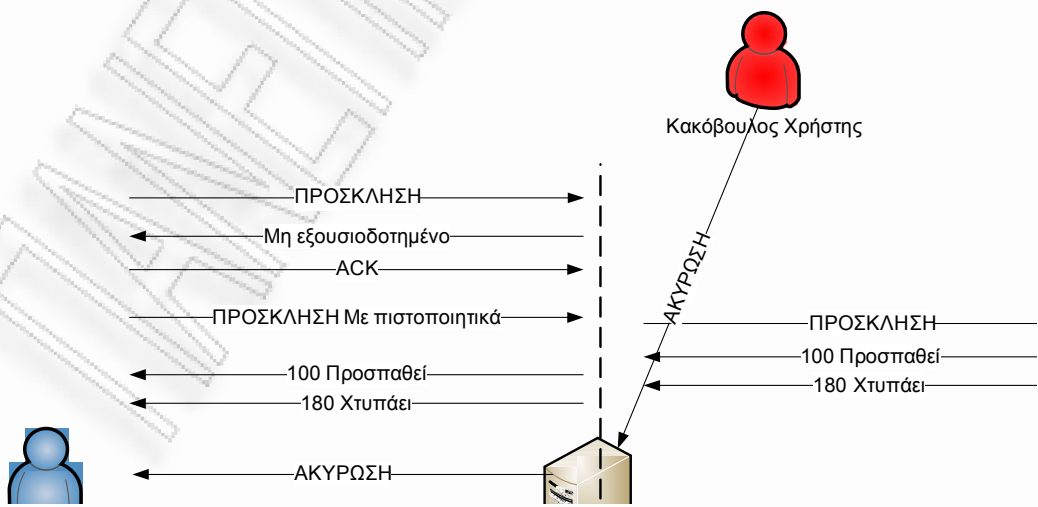 Κακόβουλος Χρήστης
ΠΡΟΣΚΛΗΣΗ
Μη εξουσιοδοτημένο
ACK
ΑΚΥΡΩΣΗ
ΠΡΟΣΚΛΗΣΗ Με πιστοποιητικά
ΠΡΟΣΚΛΗΣΗ
100 Προσπαθεί
100 Προσπαθεί
180 Χτυπάει
180 Χτυπάει
ΑΚΥΡΩΣΗ